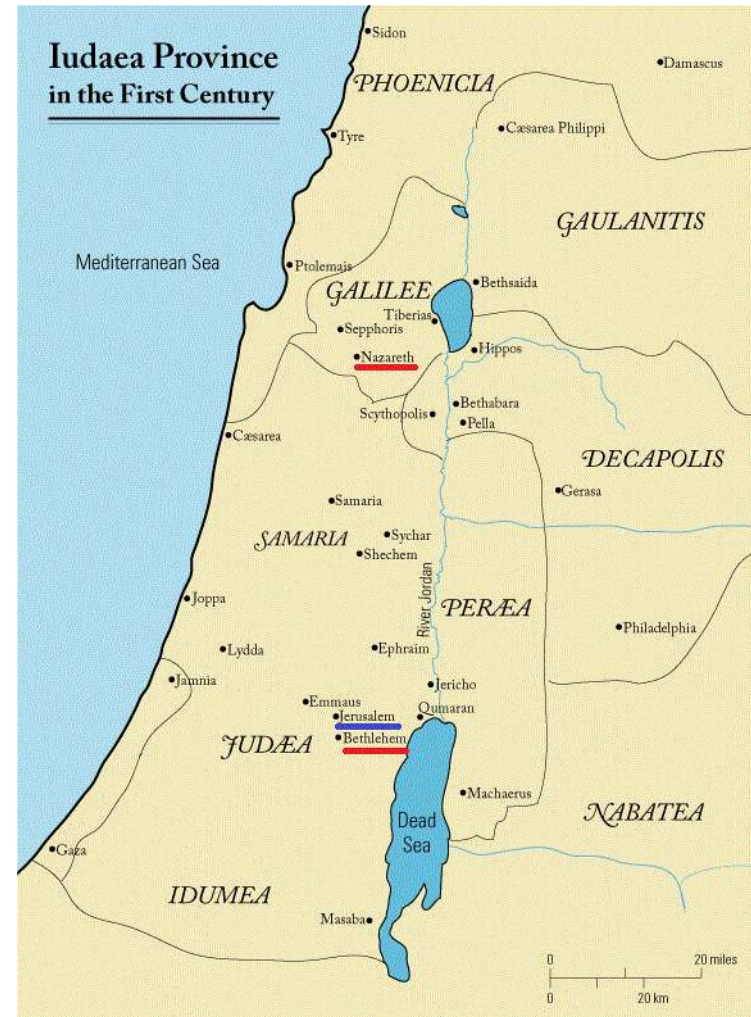 Iudaea Province
in the First Century
Sidon
Damascus
PHOENICIA
Tyre
Cæsarea Philippi
GAULANITIS
Mediterranean Sea
Ptolemais
Bethsaida
GALILEE
Tiberias
Sepphoris
Hippos
Nazareth
Bethabara
Scythopolis
Pella
Cæsarea
DECAPOLIS
Gerasa
Samaria
Sychar
SAMARIA
Shechem
River Jordan
Joppa
PERÆA
Philadelphia
Lydda
Ephraim
Jamnia
Jericho
Emmaus
Qumaran
Jerusalem
Bethlehem
JUDÆA
Machaerus
NABATEA
Dead
Sea
Gaza
IDUMEA
Masaba
0 20 miles
0 20 km